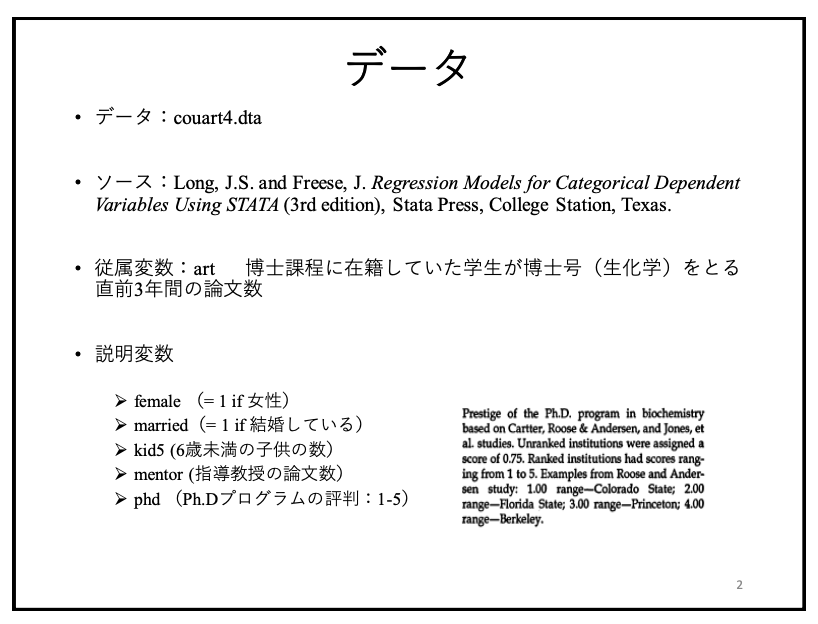 データ
• データ：couart4.dta
• ソース：Long, J.S. and Freese, J. Regression Models for Categorical Dependent
Variables Using STATA (3rd edition), Stata Press, College Station, Texas.
• 従属変数：art 博士課程に在籍していた学生が博士号（生化学）をとる
直前3年間の論文数
• 説明変数
➢ female （= 1 if 女性）
➢ married（= 1 if 結婚している）
➢ kid5 (6歳未満の子供の数）
➢ mentor (指導教授の論文数）
➢ phd （Ph.Dプログラムの評判：1-5）
Prestige of the Ph.D. program in biochemistry
based on Cartter, Roose & Andersen, and Jones, et
al. studies. Unranked institutions were assigned a
score of 0.75. Ranked institutions had scores rang-
ing from 1 to 5. Examples from Roose and Ander-
sen study: 1.00 range—Colorado State; 2.00
range—Florida State; 3.00 range—Princeton; 4.00
range—Berkeley.
2